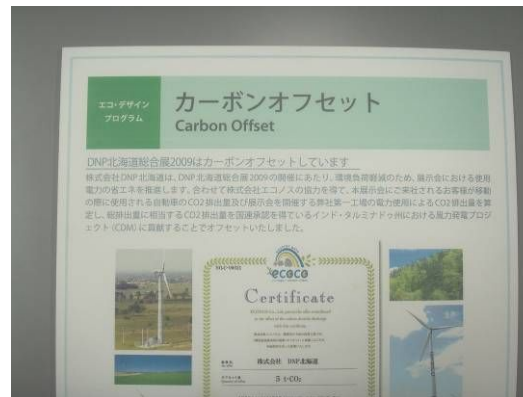 エコ・デザイン
プログラム
カーボンオフセット
Carbon Offset
DNP北海道総合展2009はカーボンオフセットしています
株式会社DNP北海道は、DNP北海道総合展2009の開催にあたり、環境負荷軽減のため、展示会における使用
電力の省エネを推進します。合わせて株式会社エコノスの協力を得て、本展示会にご来社されるお客様が移動
の際に使用される自動車のCO2排出量及び展示会を開催する弊社第一工場の電力使用によるCO2排出量を算
定し、総排出量に相当するCO2排出量を国連承認を得ているインド・タルミナドゥ州における風力発電プロジ
ェクト(CDM)に貢献することでオフセットいたしました。
ecoco
Certificate
株式会社 DNP北海道
5 t-CO2